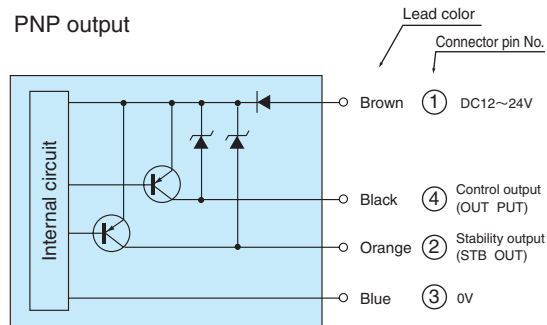 PNP output
Lead color
Connector pin No.
Internal circuit
Brown ① DC12～24V
Black ④ Control output
(OUT PUT)
Orange ② Stability output
(STB OUT)
Blue ③ 0V